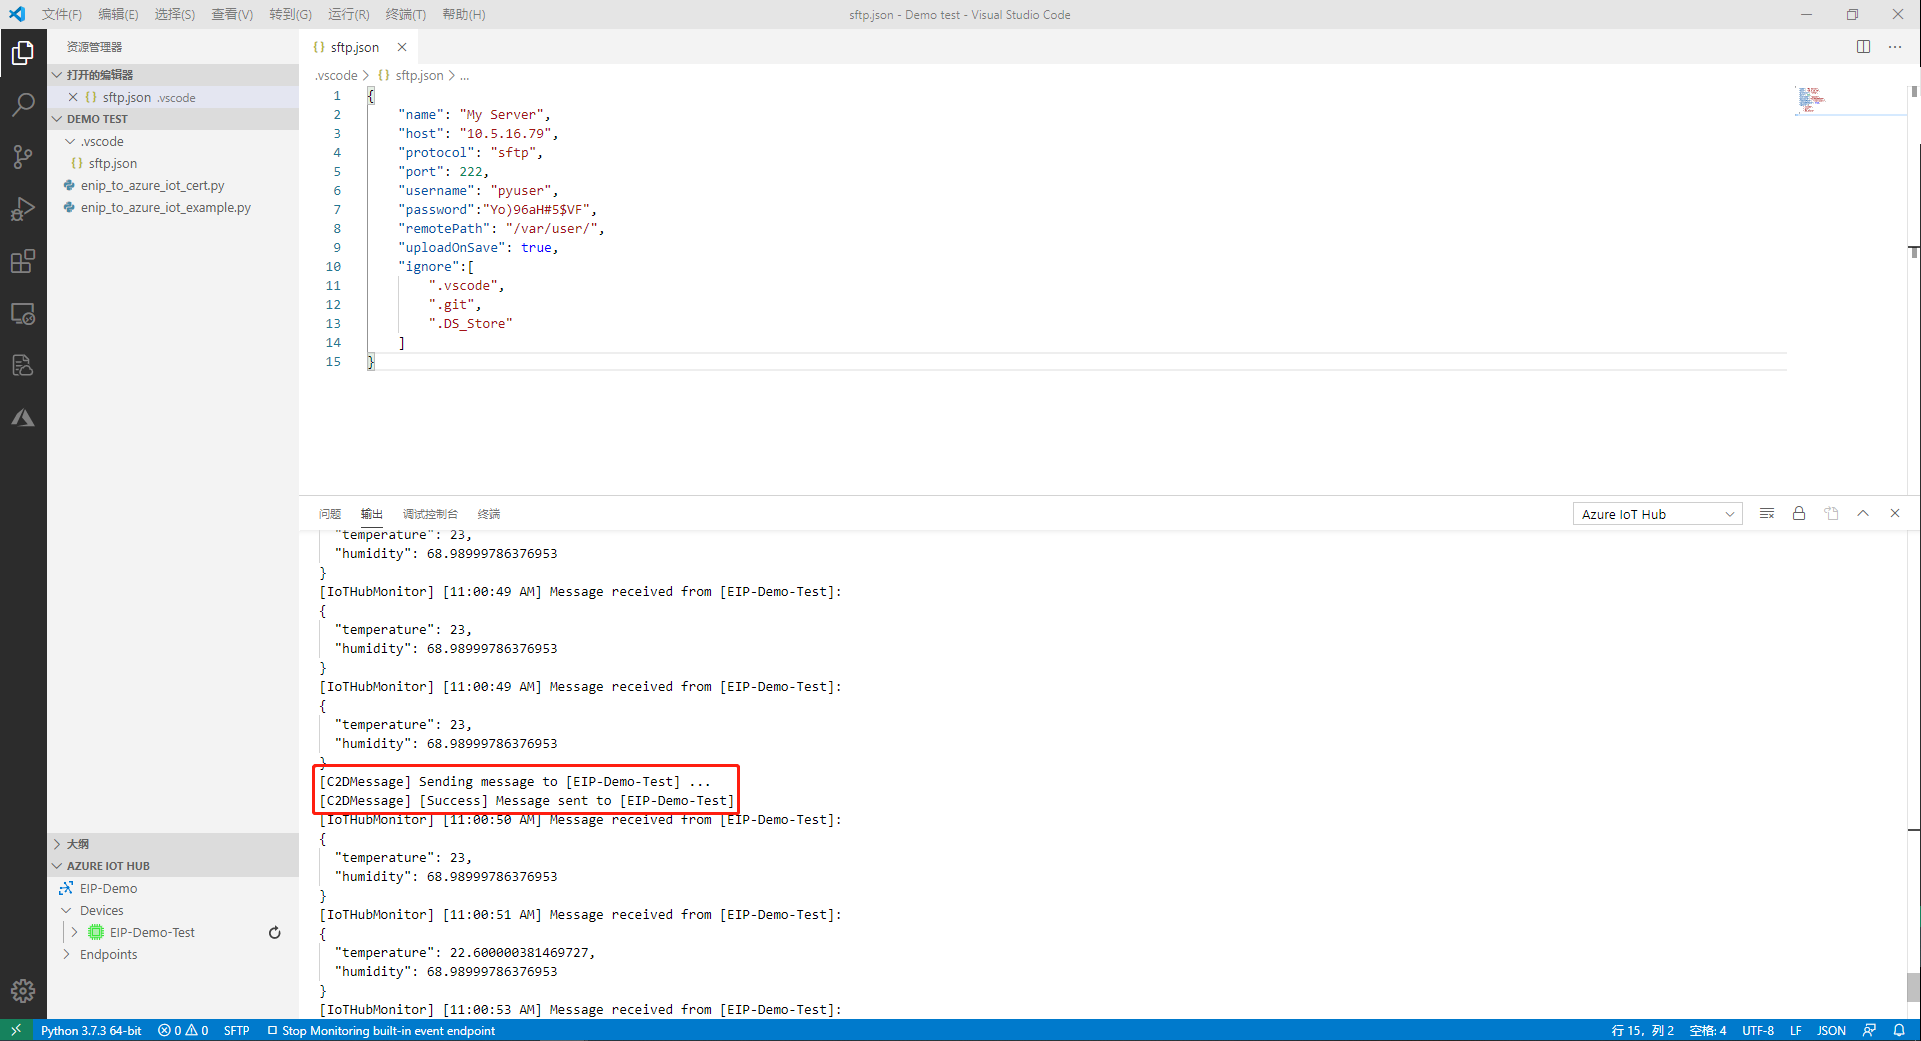 文件(F) 编辑(E) 选择(S) 查看(V) 转到(G) 运行(R) 终端(T) 帮助(H) sftp.json - Demo test - Visual Studio Code
资源管理器
打开的编辑器
sftp.json .vscode
DEMO TEST
.vscode
sftp.json
enip_to_azure_iot_cert.py
enip_to_azure_iot_example.py
大纲
AZURE IOT HUB
EIP-Demo
Devices
EIP-Demo-Test
Endpoints
sftp.json
.vscode > sftp.json > ...
1 {
2 "name": "My Server",
3 "host": "10.5.16.79",
4 "protocol": "sftp",
5 "port": 222,
6 "username": "pyuser",
7 "password":"Yo)96aH#5$VF",
8 "remotePath": "/var/user/",
9 "uploadOnSave": true,
10 "ignore":[
11 ".vscode",
12 ".git",
13 ".DS_Store"
14 ]
15 }
问题 输出 调试控制台 终端 Azure IoT Hub
"temperature": 23,
"humidity": 68.98999786376953
}
[IoTHubMonitor] [11:00:49 AM] Message received from [EIP-Demo-Test]:
{
"temperature": 23,
"humidity": 68.98999786376953
}
[IoTHubMonitor] [11:00:49 AM] Message received from [EIP-Demo-Test]:
{
"temperature": 23,
"humidity": 68.98999786376953
}
[C2DMessage] Sending message to [EIP-Demo-Test] ...
[C2DMessage] [Success] Message sent to [EIP-Demo-Test]
[IoTHubMonitor] [11:00:50 AM] Message received from [EIP-Demo-Test]:
{
"temperature": 23,
"humidity": 68.98999786376953
}
[IoTHubMonitor] [11:00:51 AM] Message received from [EIP-Demo-Test]:
{
"temperature": 22.600000381469727,
"humidity": 68.98999786376953
}
[IoTHubMonitor] [11:00:53 AM] Message received from [EIP-Demo-Test]:
Python 3.7.3 64-bit 0 0 SFTP Stop Monitoring built-in event endpoint 行 15，列 2 空格: 4 UTF-8 LF JSON